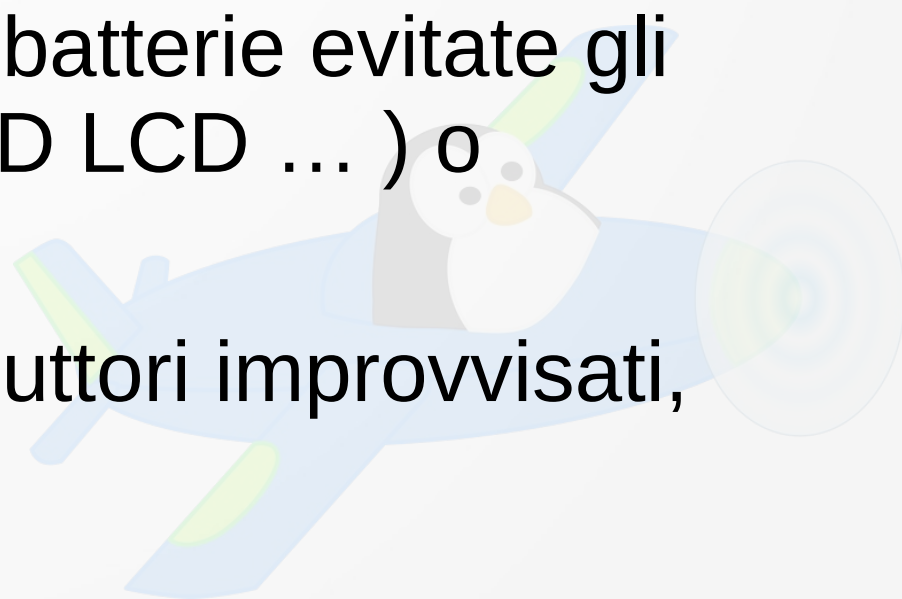 batterie evitate gli
D LCD … ) o
uttori improvvisati,